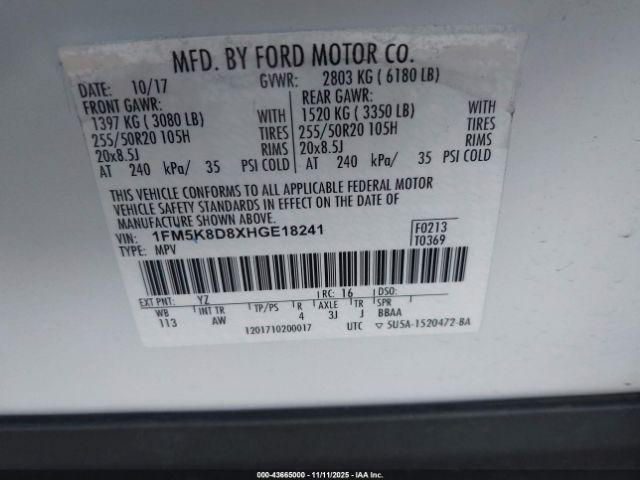 MFD. BY FORD MOTOR CO.
DATE: 10/17 GVWR: 2803 KG ( 6180 LB)
FRONT GAWR: REAR GAWR:
1397 KG ( 3080 LB) WITH 1520 KG ( 3350 LB) WITH
255/50R20 105H TIRES 255/50R20 105H TIRES
20x8.5J RIMS 20x8.5J RIMS
AT 240 kPa/ 35 PSI COLD AT 240 kPa/ 35 PSI COLD
THIS VEHICLE CONFORMS TO ALL APPLICABLE FEDERAL MOTOR
VEHICLE SAFETY STANDARDS IN EFFECT ON THE DATE OF
MANUFACTURE SHOWN ABOVE.
VIN: 1FM5K8D8XHGE18241 F0213
TYPE: MPV T0369
EXT PNT: YZ RC: 16 DSO:
WB INT TR TP/PS R AXLE TR SPR
113 AW 4 3J J BBAA
1201710200017 UTC ▽ 5U5A-1520472-BA
000-43665000 - 11/11/2025 - IAA Inc.